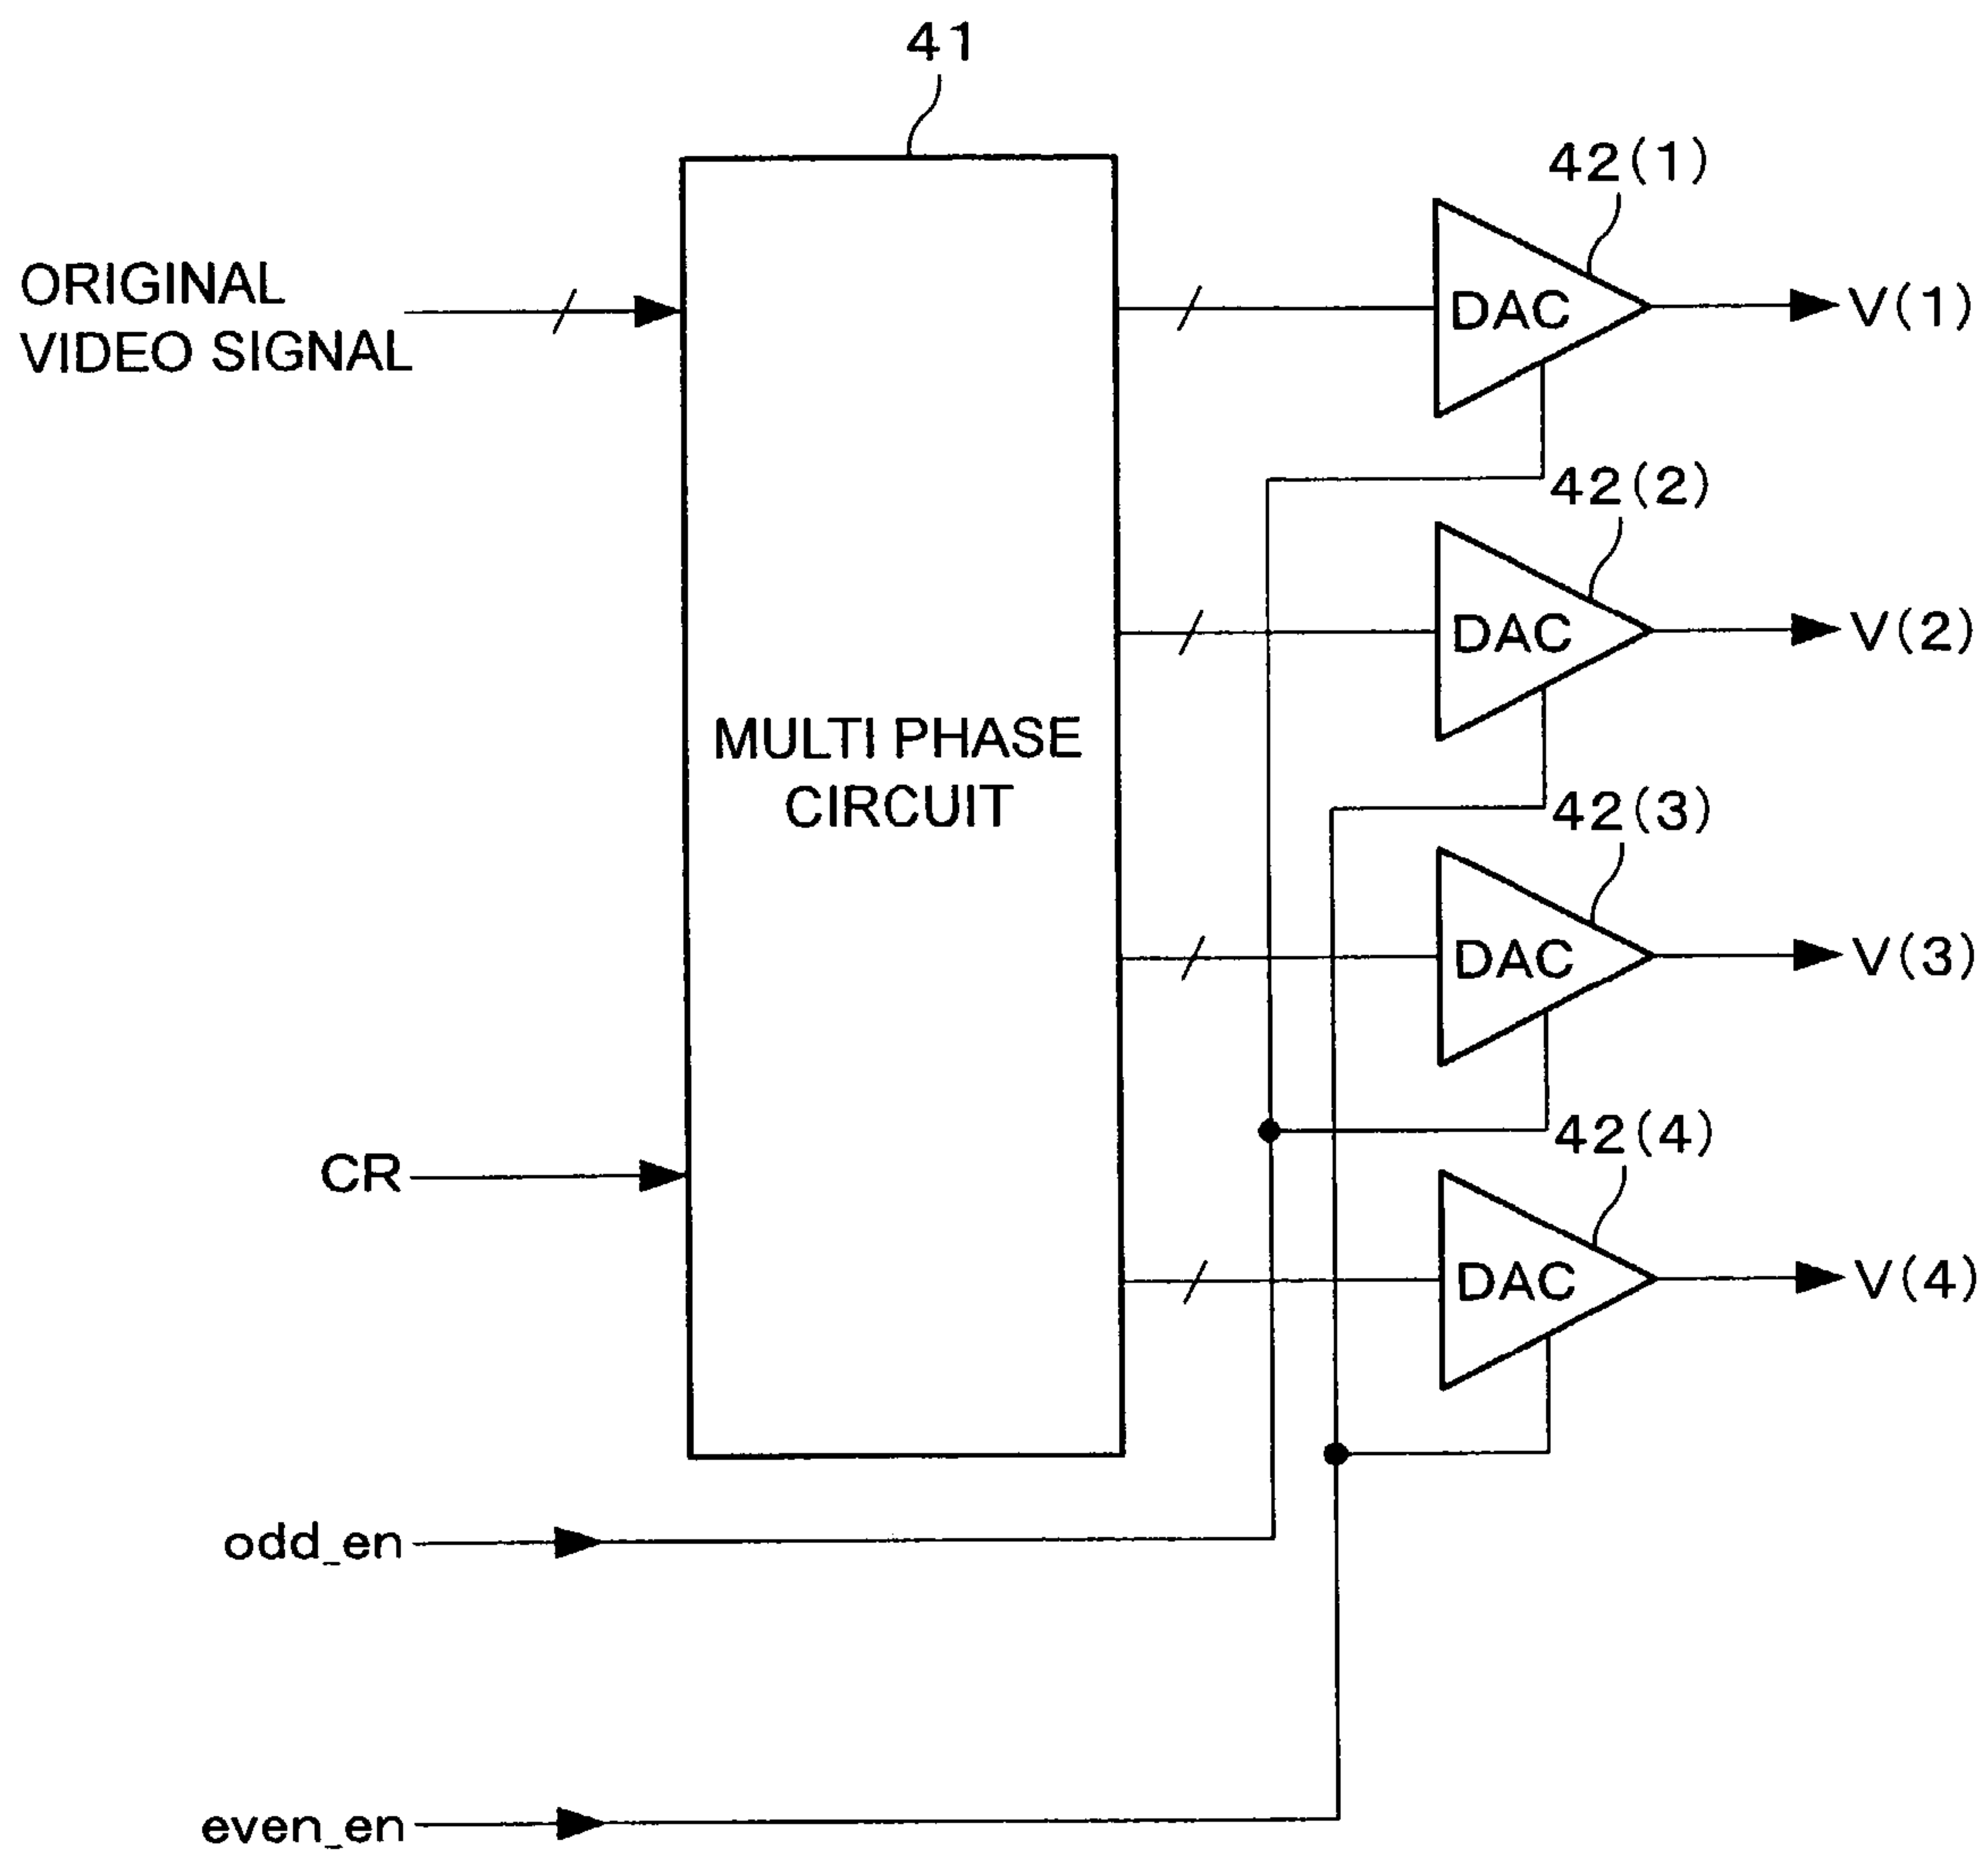 41
42(1)
ORIGINAL
VIDEO SIGNAL
DAC
V(1)
42(2)
DAC
V(2)
MULTI PHASE
CIRCUIT
42(3)
DAC
V(3)
42(4)
CR
DAC
V(4)
odd_en
even_en